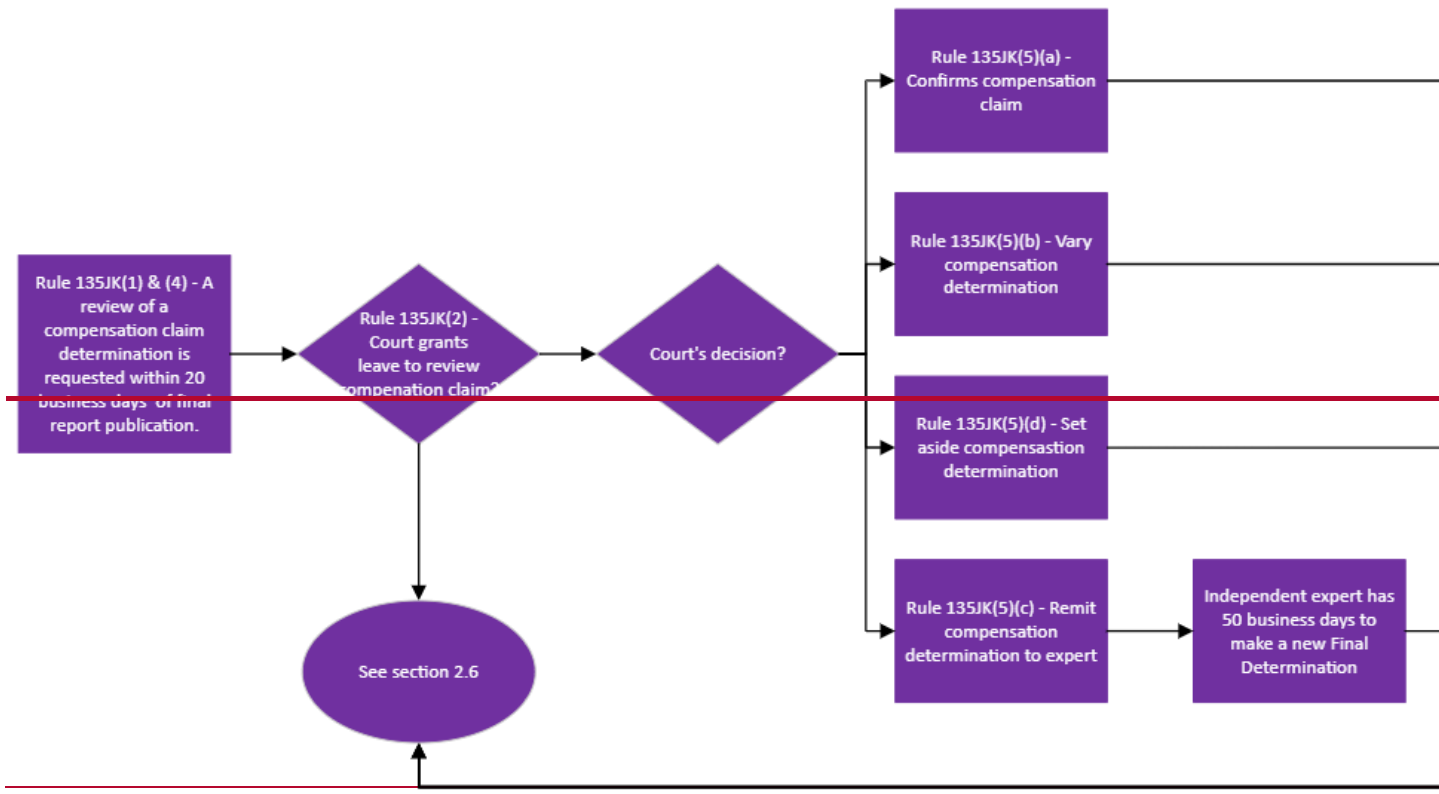 Rule 135JK(1) & (4) - A
review of a
compensation claim
determination is
requested within 20
business days of final
report publication.
Rule 135JK(2) -
Court grants
leave to review
compenation claim?
See section 2.6
Court's decision?
Rule 135JK(5)(a) -
Confirms compensation
claim
Rule 135JK(5)(b) - Vary
compensation
determination
Rule 135JK(5)(d) - Set
aside compensastion
determination
Rule 135JK(5)(c) - Remit
compensation
determination to expert
Independent expert has
50 business days to
make a new Final
Determination